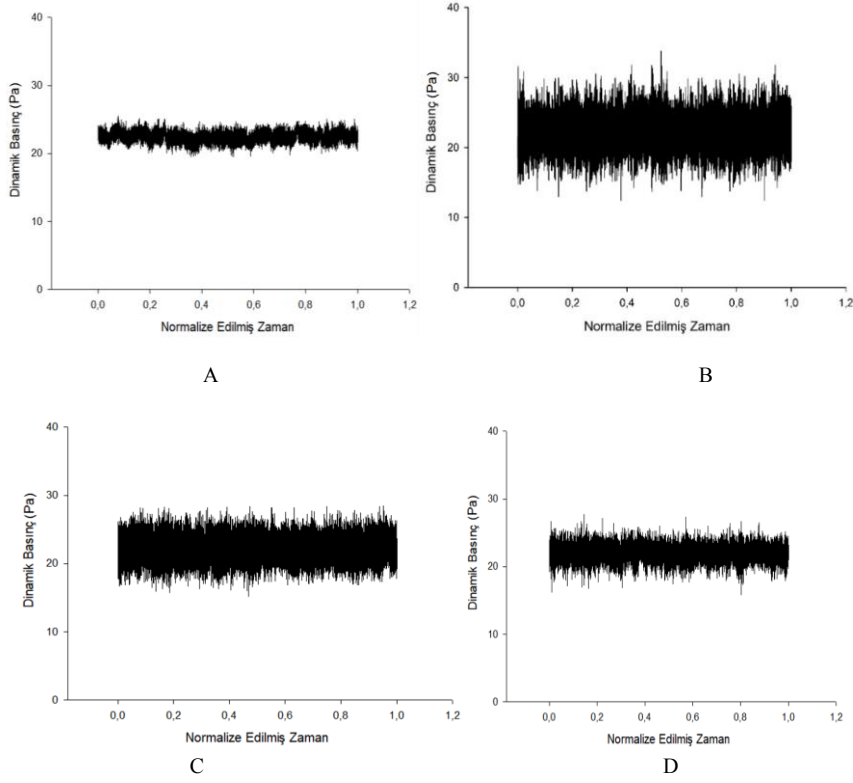 40
30
20
10
0
Dinamik Basınç (Pa)
0,0 0,2 0,4 0,6 0,8 1,0 1,2
Normalize Edilmiş Zaman
A
40
30
20
10
0
Dinamik Basınç (Pa)
0,0 0,2 0,4 0,6 0,8 1,0 1,2
Normalize Edilmiş Zaman
B
40
30
20
10
0
Dinamik Basınç (Pa)
0,0 0,2 0,4 0,6 0,8 1,0 1,2
Normalize Edilmiş Zaman
C
40
30
20
10
0
Dinamik Basınç (Pa)
0,0 0,2 0,4 0,6 0,8 1,0 1,2
Normalize Edilmiş Zaman
D